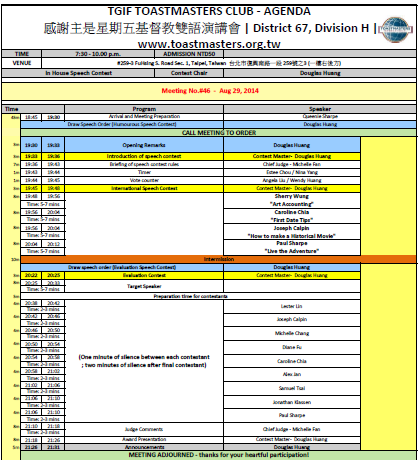 TGIF TOASTMASTERS CLUB - AGENDA
感謝主是星期五基督教雙語演講會 | District 67, Division H |
www.toastmasters.org.tw
TIME 7:30 - 10.00 p.m. ADMISSION NTD50
VENUE #259-3 FuHsing S. Road Sec. 1, Taipei, Taiwan 台北市復興南路一段 259號之3
In House Speech Contest Contest Chair Douglas Huang
Meeting No.#46 - Aug 29, 2014
Time Program Speaker
18:45 19:30 Arrival and Meeting Preparation Queenie Sharpe
Draw Speech Order (Humourous Speech Contest) Douglas Huang
CALL MEETING TO ORDER
19:30 19:33 Opening Remarks Douglas Huang
19:33 19:36 Introduction of speech contest Contest Master- Douglas Huang
19:36 19:43 Briefing of speech contest rules Chief Judge - Michelle Fan
19:43 19:44 Timer Estee Chou / Nina Yang
19:44 19:45 Vote counter Angela Liu / Wendy Huang
19:45 19:48 International Speech Contest Contest Master- Douglas Huang
19:48 19:56 Sherry Wung
Time: 5-7 mins "Art Accounting"
19:56 20:04 Caroline Chia
Time: 5-7 mins "First Date Tips"
19:56 20:04 Joseph Calpin
Time: 5-7 mins "How to make a Historical Movie"
20:04 20:12 Paul Sharpe
Time: 5-7 mins "Live the Adventure"
10m Intermission
Draw speech order (Evaluation Speech Contest) Douglas Huang
20:22 20:25 Evaluation Contest Contest Master- Douglas Huang
20:25 20:33 Target Speaker
Time: 5-7 mins
5m Preparation time for contestants
20:38 20:42 Lester Lin
Time: 2-3 mins
20:42 20:46 Joseph Calpin
Time: 2-3 mins
20:46 20:50 Michelle Chang
Time: 2-3 mins
20:50 20:54 Diane Fu
Time: 2-3 mins
20:54 20:58 (One minute of silence between each contestant Caroline Chia
Time: 2-3 mins ; two minutes of silence after final contestant)
20:58 21:02 Alex Jan
Time: 2-3 mins
21:02 21:06 Samuel Tsai
Time: 2-3 mins
21:06 21:10 Jonathan Klassen
Time: 2-3 mins
21:06 21:10 Paul Sharpe
Time: 2-3 mins
21:10 21:18 Judge Comments Chief Judge - Michelle Fan
21:18 21:26 Award Presentation Contest Master- Douglas Huang
5m 21:26 21:31 Announcements Douglas Huang
MEETING ADJOURNED - thanks for your heartful participation!